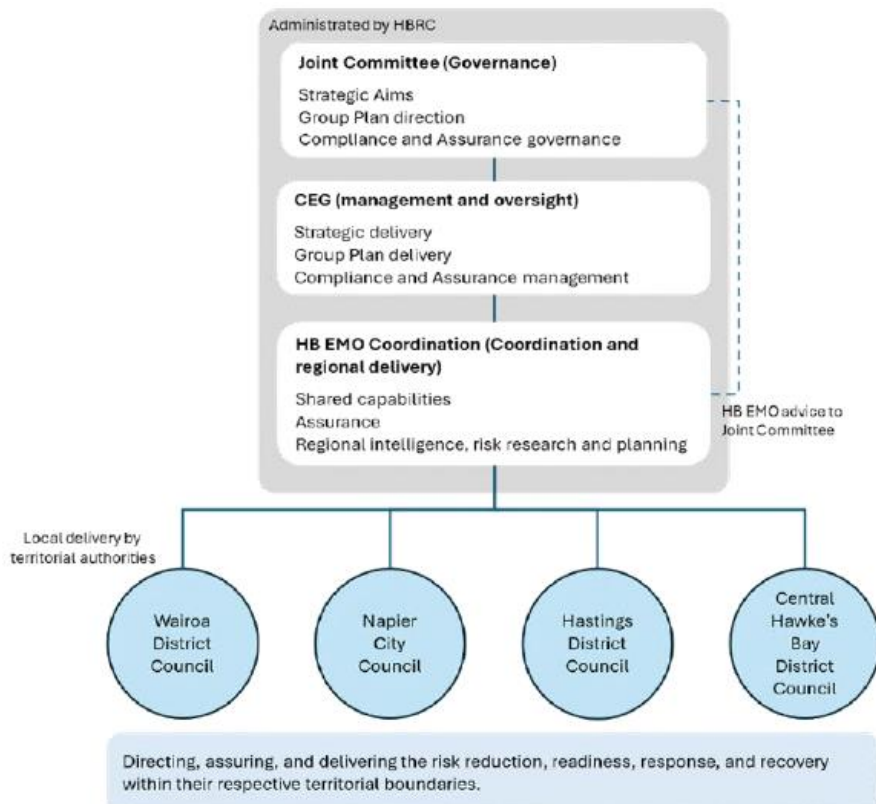 Administrated by HBRC
Joint Committee (Governance)
Strategic Aims
Group Plan direction
Compliance and Assurance governance
CEG (management and oversight)
Strategic delivery
Group Plan delivery
Compliance and Assurance management
HB EMO Coordination (Coordination and
regional delivery)
Shared capabilities
Assurance
Regional intelligence, risk research and planning
HB EMO advice to
Joint Committee
Local delivery by
territorial authorities
Wairoa
District
Council
Napier
City
Council
Hastings
District
Council
Central
Hawke's
Bay
District
Council
Directing, assuring, and delivering the risk reduction, readiness, response, and recovery
within their respective territorial boundaries.